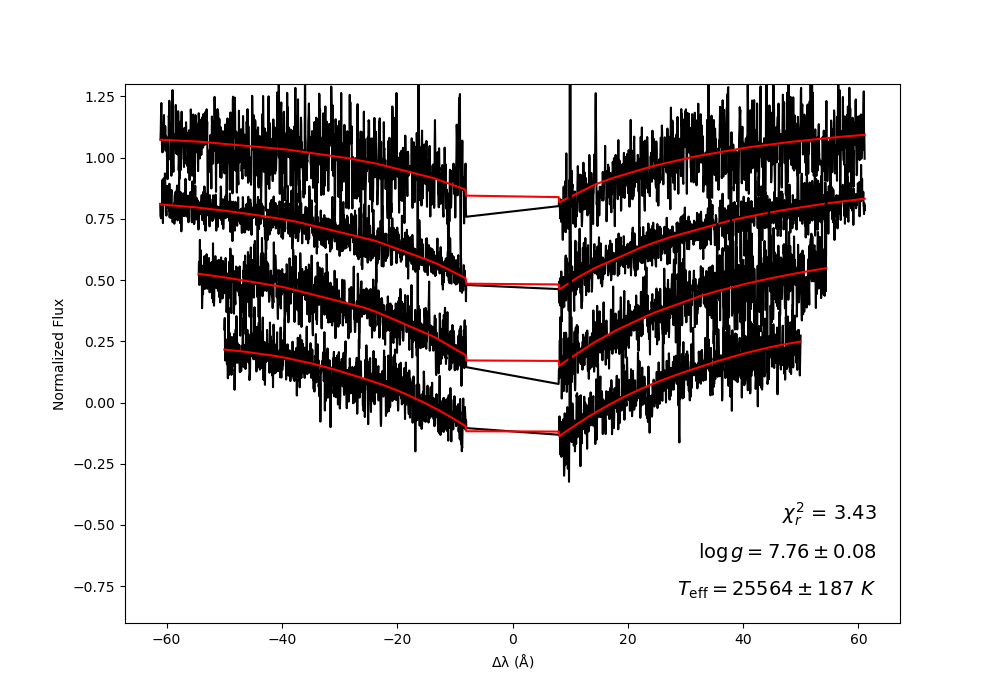 1.25
1.00
0.75
0.50
0.25
0.00
−0.25
−0.50
−0.75
Normalized Flux
χ²ᵣ = 3.43
log g = 7.76 ± 0.08
T_eff = 25564 ± 187 K
−60 −40 −20 0 20 40 60
Δλ (Å)